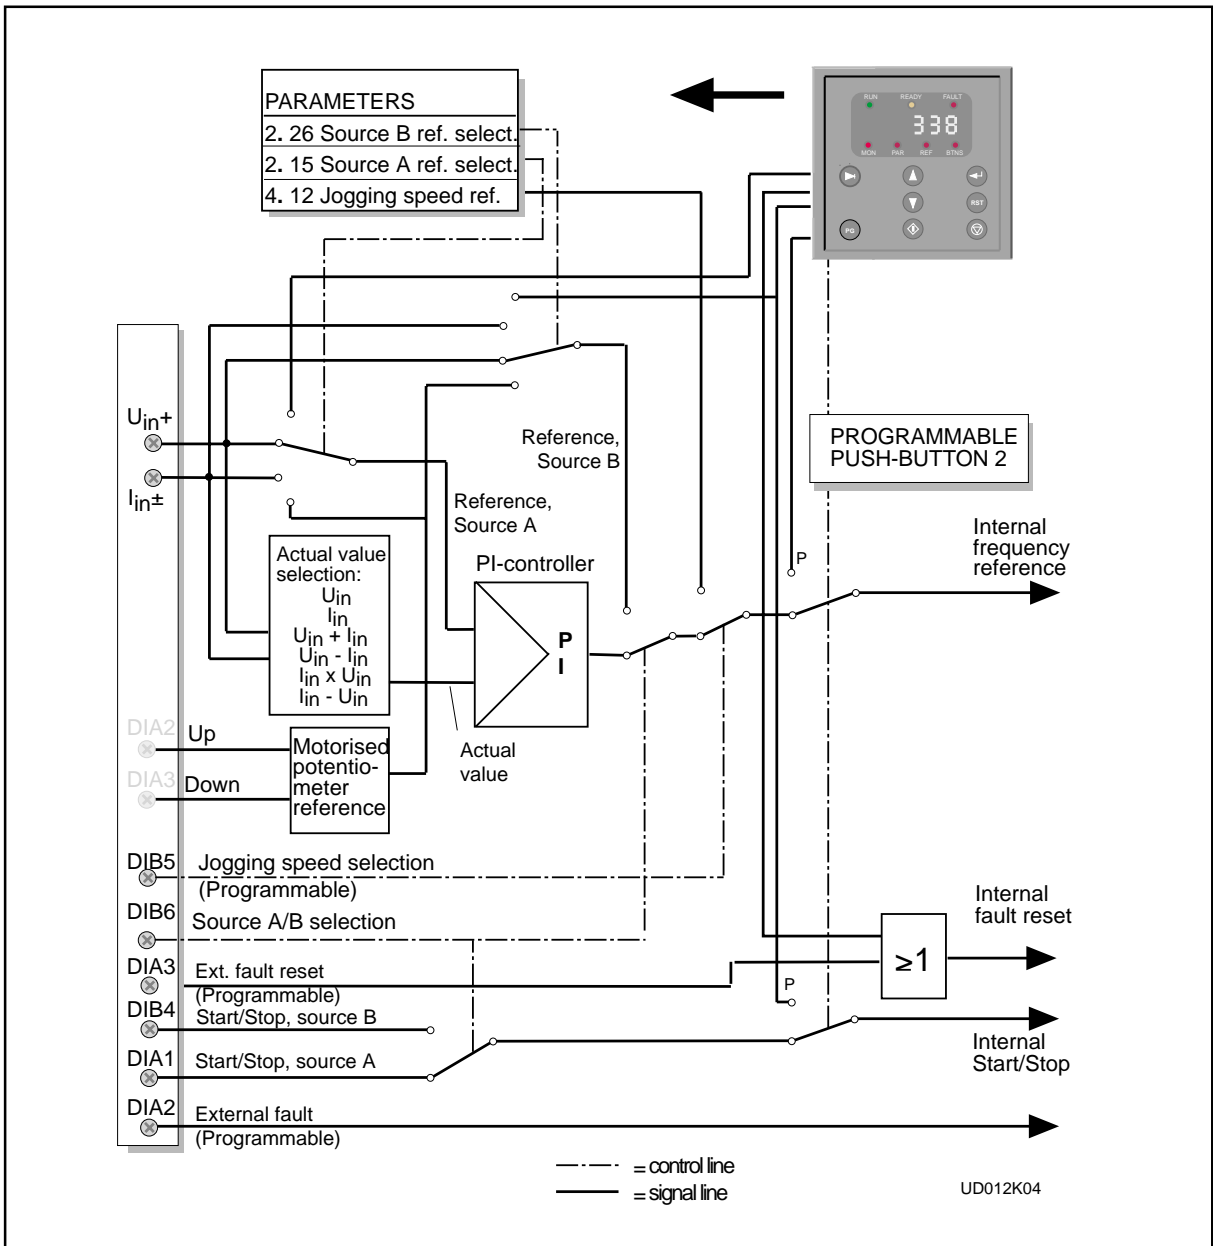 PARAMETERS
2. 26 Source B ref. select.
2. 15 Source A ref. select.
4. 12 Jogging speed ref.
RUN READY FAULT
338
MON PAR REF BTNS
RST
PG
Uin+
Iin±
Reference,
Source B
PROGRAMMABLE
PUSH-BUTTON 2
Reference,
Source A
Internal
frequency
reference
P
Actual value
selection:
Uin
Iin
Uin + Iin
Uin - Iin
Iin x Uin
Iin - Uin
PI-controller
P
I
DIA2
Up
DIA3
Down
Motorised
potentio-
meter
reference
Actual
value
DIB5
Jogging speed selection
(Programmable)
DIB6
Source A/B selection
Internal
fault reset
≥1
DIA3
Ext. fault reset
(Programmable)
P
DIB4
Start/Stop, source B
DIA1
Start/Stop, source A
Internal
Start/Stop
DIA2
External fault
(Programmable)
= control line
= signal line
UD012K04